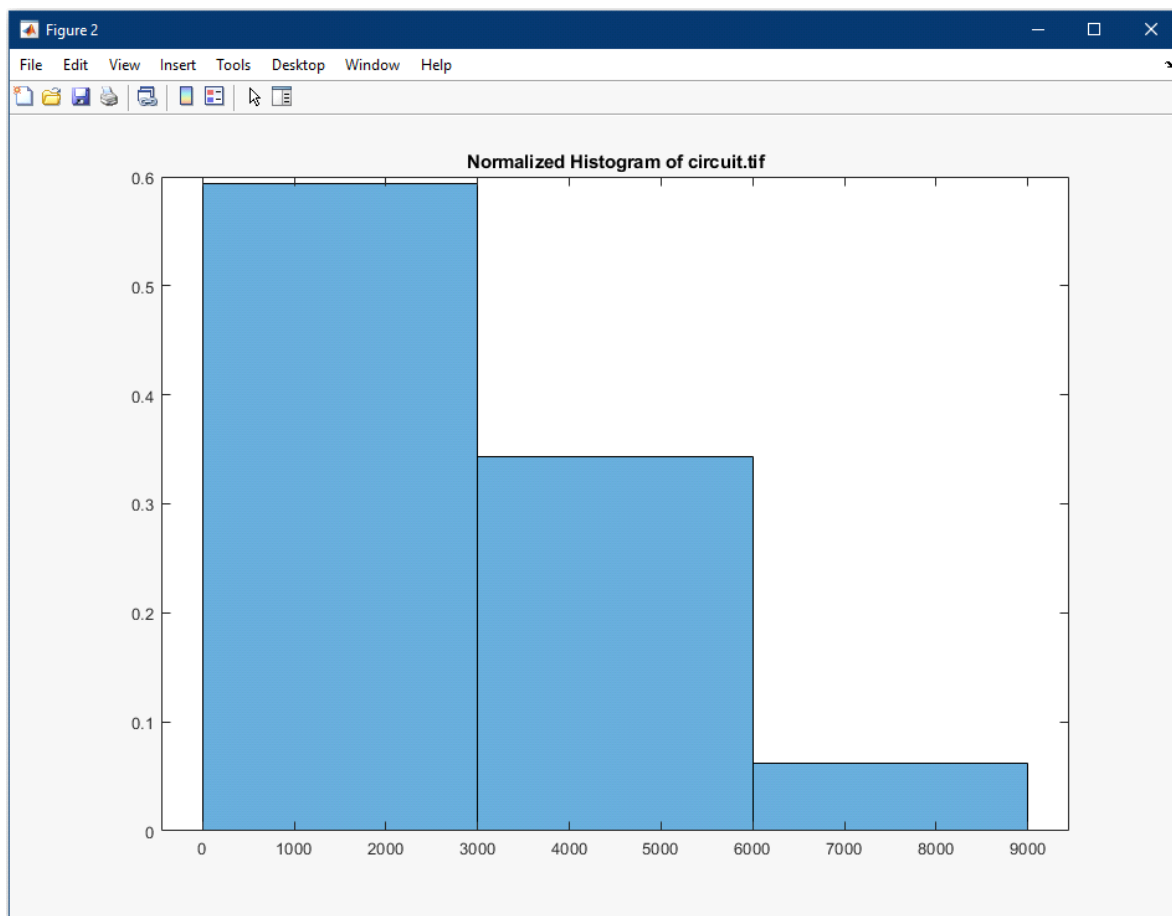 Figure 2
File Edit View Insert Tools Desktop Window Help
Normalized Histogram of circuit.tif
0.6
0.5
0.4
0.3
0.2
0.1
0
0 1000 2000 3000 4000 5000 6000 7000 8000 9000